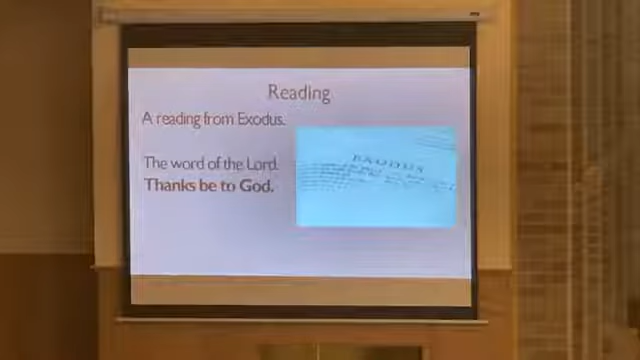 Reading
A reading from Exodus.
The word of the Lord.
Thanks be to God.
EXODUS